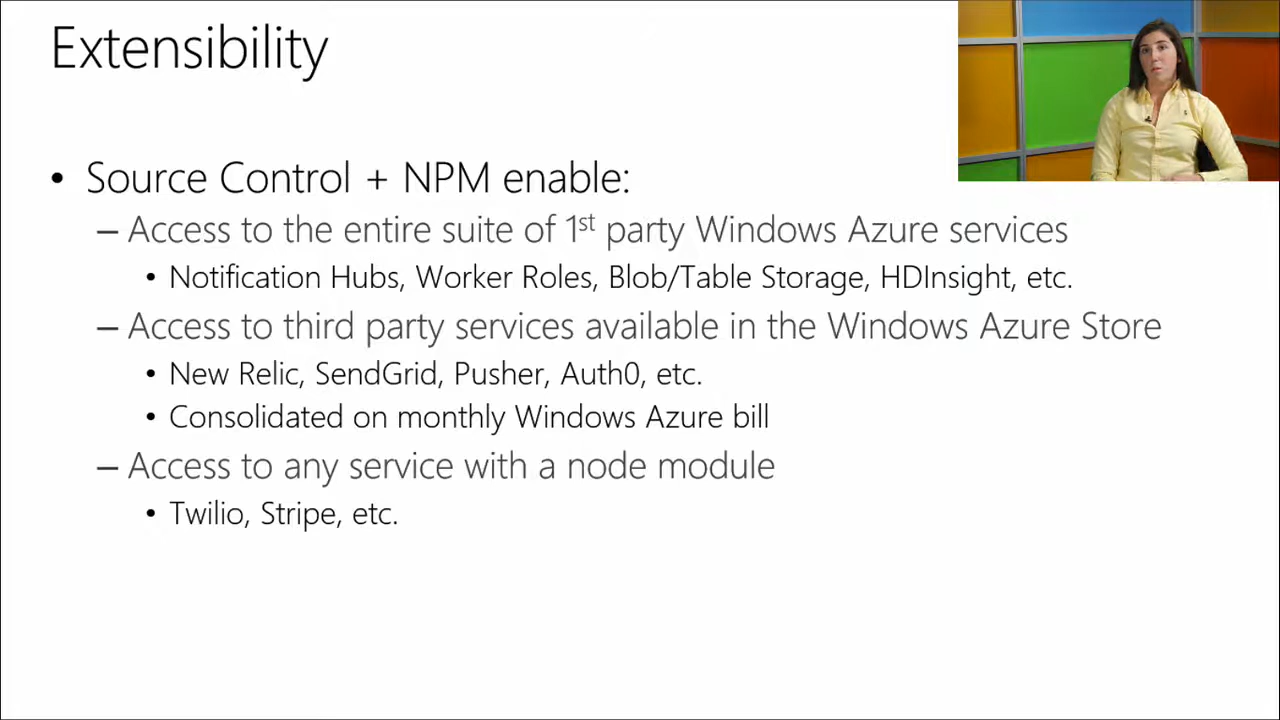 Extensibility
• Source Control + NPM enable:
– Access to the entire suite of 1st party Windows Azure services
• Notification Hubs, Worker Roles, Blob/Table Storage, HDInsight, etc.
– Access to third party services available in the Windows Azure Store
• New Relic, SendGrid, Pusher, Auth0, etc.
• Consolidated on monthly Windows Azure bill
– Access to any service with a node module
• Twilio, Stripe, etc.